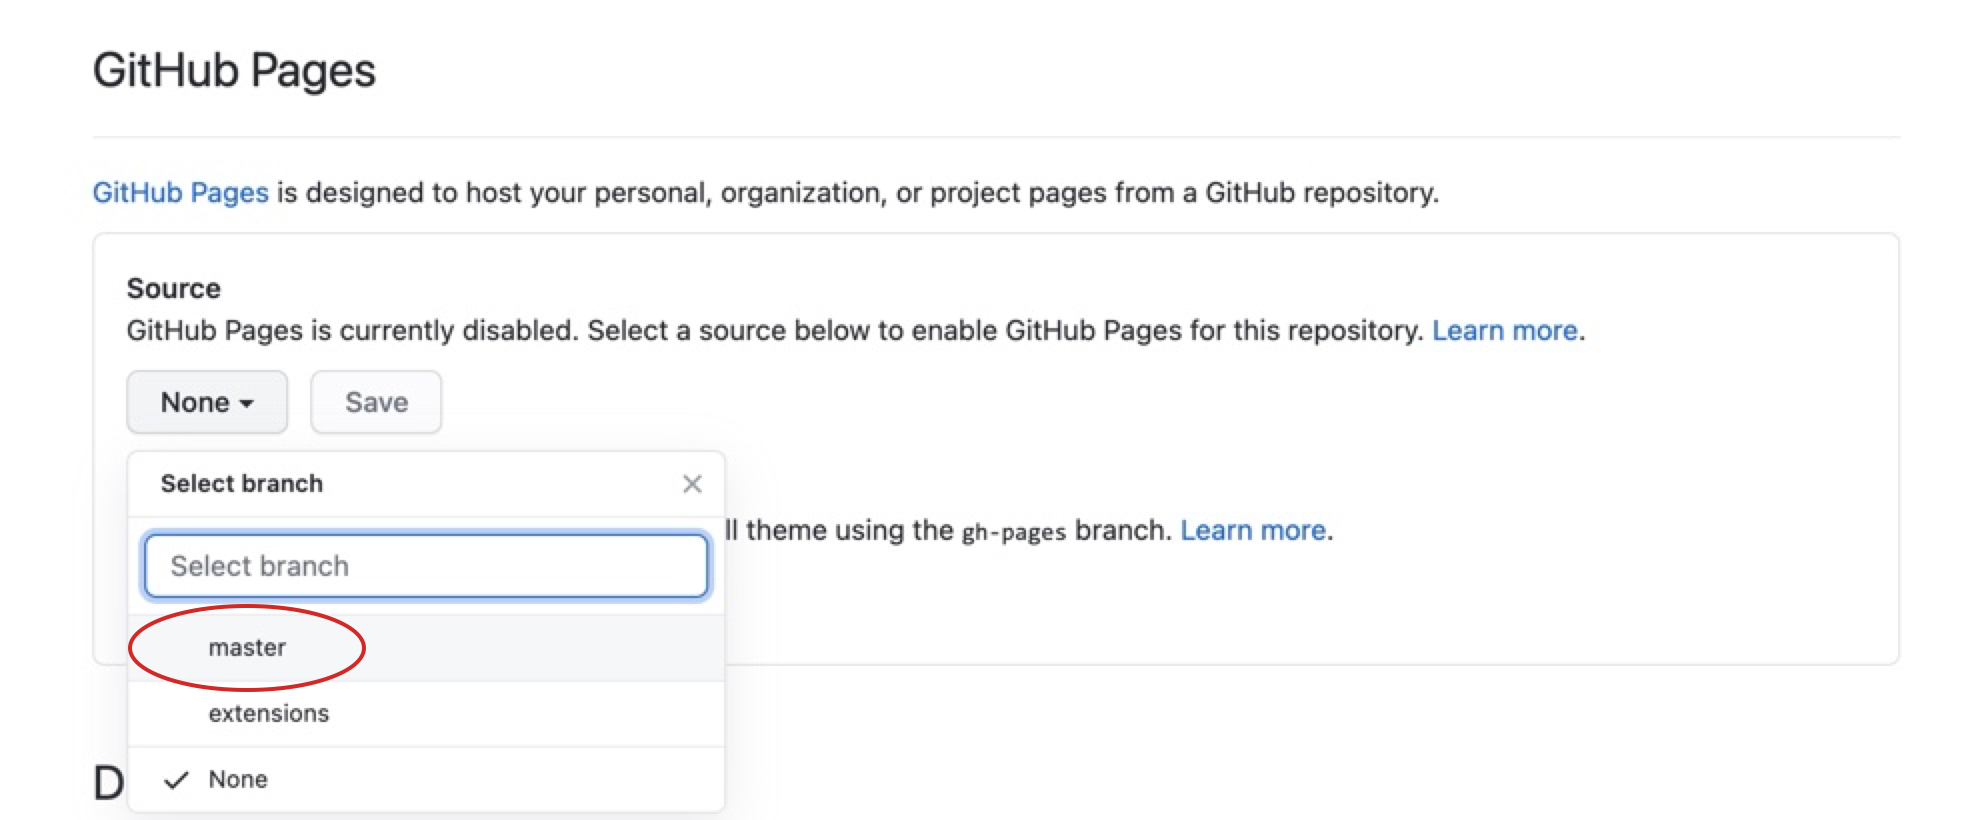 GitHub Pages
GitHub Pages is designed to host your personal, organization, or project pages from a GitHub repository.
Source
GitHub Pages is currently disabled. Select a source below to enable GitHub Pages for this repository. Learn more.
None Save
Select branch
ll theme using the gh-pages branch. Learn more.
Select branch
master
extensions
None
D